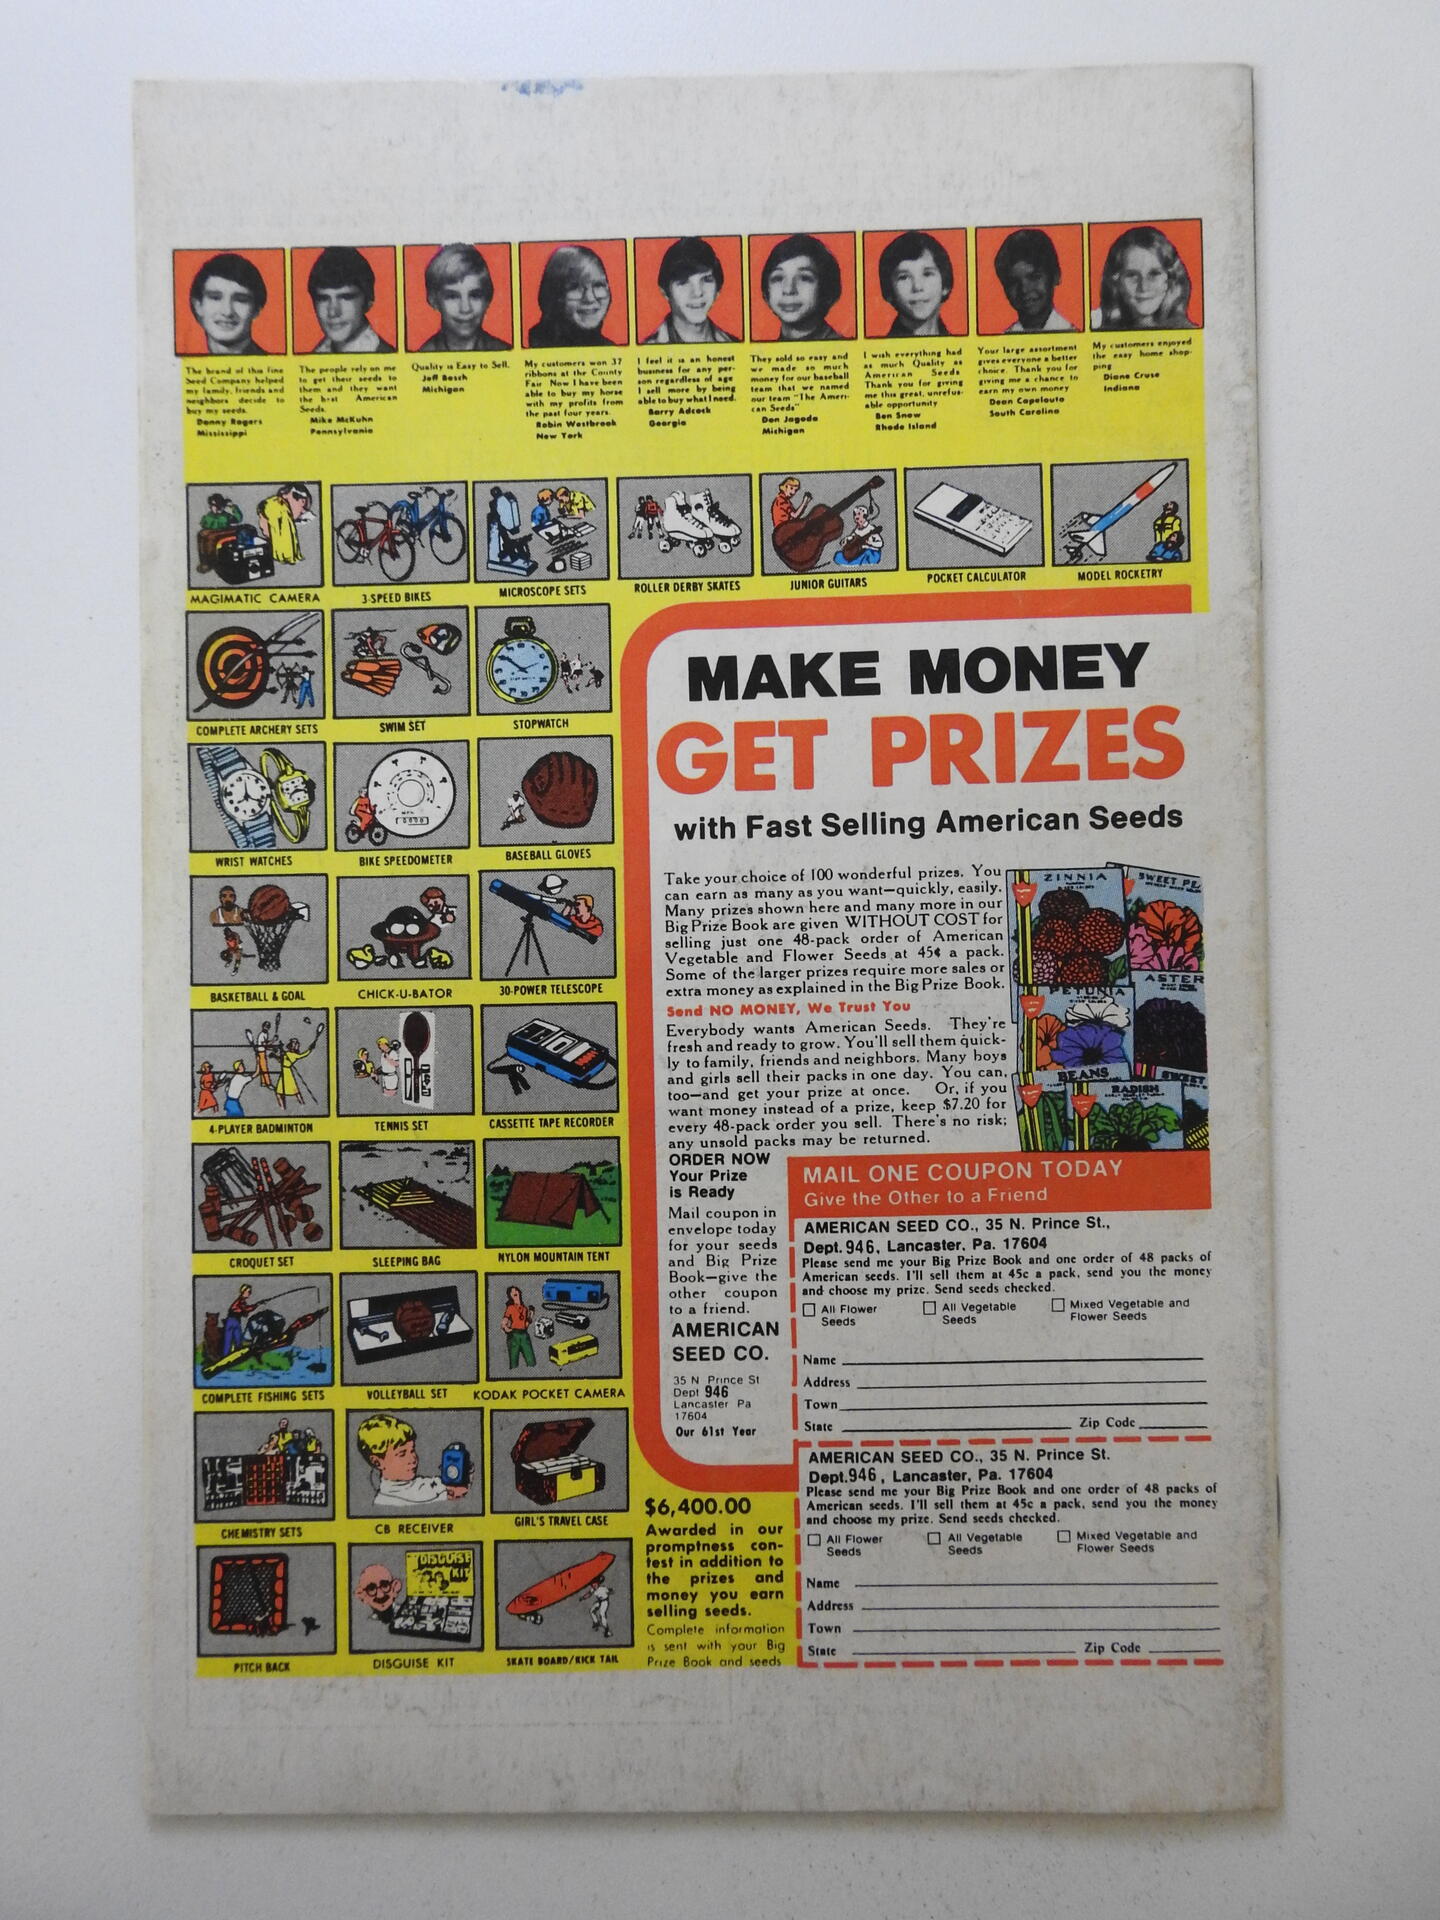 The brand of this fine
Seed Company helped
my family, friends and
neighbors decide to
buy my seeds.
Danny Rogers
Mississippi
The people rely on me
to get their seeds to
them and they want
the best American
Seeds.
Mike McKuhn
Pennsylvania
Quality is Easy to Sell.
Jeff Bosch
Michigan
My customers won 37
ribbons at the County
Fair Now I have been
able to buy my horse
with my profits from
the past four years.
Robin Westbrook
New York
I feel it is an honest
business for any per-
son regardless of age
I sell more by being
able to buy what I need.
Barry Adcock
Georgia
They sold so easy and
we made so much
money for our baseball
team that we named
our team "The Ameri-
can Seeds"
Don Jagoda
Michigan
I wish everything had
as much Quality as
American Seeds
Thank you for giving
me this great, unrefus-
able opportunity
Ben Snow
Rhode Island
Your large assortment
gives everyone a better
choice. Thank you for
giving me a chance to
earn my own money
Dean Capelouto
South Carolina
My customers enjoyed
the easy home shop-
ping
Diane Cruse
Indiana
MAGIMATIC CAMERA
3-SPEED BIKES
MICROSCOPE SETS
ROLLER DERBY SKATES
JUNIOR GUITARS
POCKET CALCULATOR
MODEL ROCKETRY
COMPLETE ARCHERY SETS
SWIM SET
STOPWATCH
WRIST WATCHES
BIKE SPEEDOMETER
BASEBALL GLOVES
BASKETBALL & GOAL
CHICK-U-BATOR
30-POWER TELESCOPE
4-PLAYER BADMINTON
TENNIS SET
CASSETTE TAPE RECORDER
CROQUET SET
SLEEPING BAG
NYLON MOUNTAIN TENT
COMPLETE FISHING SETS
VOLLEYBALL SET
KODAK POCKET CAMERA
CHEMISTRY SETS
CB RECEIVER
GIRL'S TRAVEL CASE
DISGUISE
KIT
PITCH BACK
DISGUISE KIT
SKATE BOARD/KICK TAIL
MAKE MONEY
GET PRIZES
with Fast Selling American Seeds
Take your choice of 100 wonderful prizes. You
can earn as many as you want—quickly, easily.
Many prizes shown here and many more in our
Big Prize Book are given WITHOUT COST for
selling just one 48-pack order of American
Vegetable and Flower Seeds at 45¢ a pack.
Some of the larger prizes require more sales or
extra money as explained in the Big Prize Book.
Send NO MONEY, We Trust You
Everybody wants American Seeds. They're
fresh and ready to grow. You'll sell them quick-
ly to family, friends and neighbors. Many boys
and girls sell their packs in one day. You can,
too—and get your prize at once. Or, if you
want money instead of a prize, keep $7.20 for
every 48-pack order you sell. There's no risk;
any unsold packs may be returned.
ZINNIA
SWEET PE
ASTER
PETUNIA
BEANS
RADISH
SWEET
ORDER NOW
Your Prize
is Ready
Mail coupon in
envelope today
for your seeds
and Big Prize
Book—give the
other coupon
to a friend.
AMERICAN
SEED CO.
35 N Prince St
Dept 946
Lancaster Pa
17604
Our 61st Year
$6,400.00
Awarded in our
promptness con-
test in addition to
the prizes and
money you earn
selling seeds.
Complete information
is sent with your Big
Prize Book and seeds
MAIL ONE COUPON TODAY
Give the Other to a Friend
AMERICAN SEED CO., 35 N. Prince St.,
Dept. 946, Lancaster, Pa. 17604
Please send me your Big Prize Book and one order of 48 packs of
American seeds. I'll sell them at 45c a pack, send you the money
and choose my prize. Send seeds checked.
All Flower
Seeds
All Vegetable
Seeds
Mixed Vegetable and
Flower Seeds
Name
Address
Town
State Zip Code
AMERICAN SEED CO., 35 N. Prince St.
Dept. 946, Lancaster, Pa. 17604
Please send me your Big Prize Book and one order of 48 packs of
American seeds. I'll sell them at 45c a pack, send you the money
and choose my prize. Send seeds checked.
All Flower
Seeds
All Vegetable
Seeds
Mixed Vegetable and
Flower Seeds
Name
Address
Town
State Zip Code